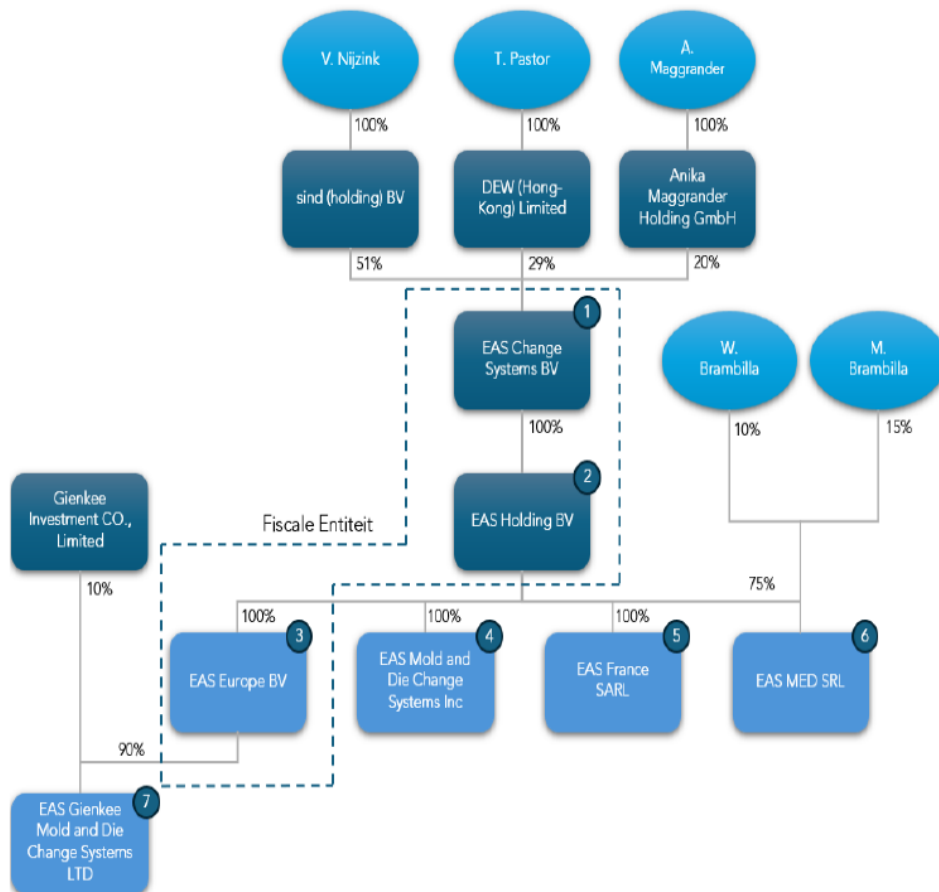 V. Nijzink
T. Pastor
A.
Maggrander
100%
100%
100%
sind (holding) BV
DEW (Hong-
Kong) Limited
Anika
Maggrander
Holding GmbH
51%
29%
20%
1
EAS Change
Systems BV
W.
Brambilla
M.
Brambilla
100%
10%
15%
2
Gienkee
Investment CO.,
Limited
EAS Holding BV
Fiscale Entiteit
10%
75%
100%
100%
100%
3
EAS Europe BV
4
EAS Mold and
Die Change
Systems Inc
5
EAS France
SARL
6
EAS MED SRL
90%
7
EAS Gienkee
Mold and Die
Change Systems
LTD